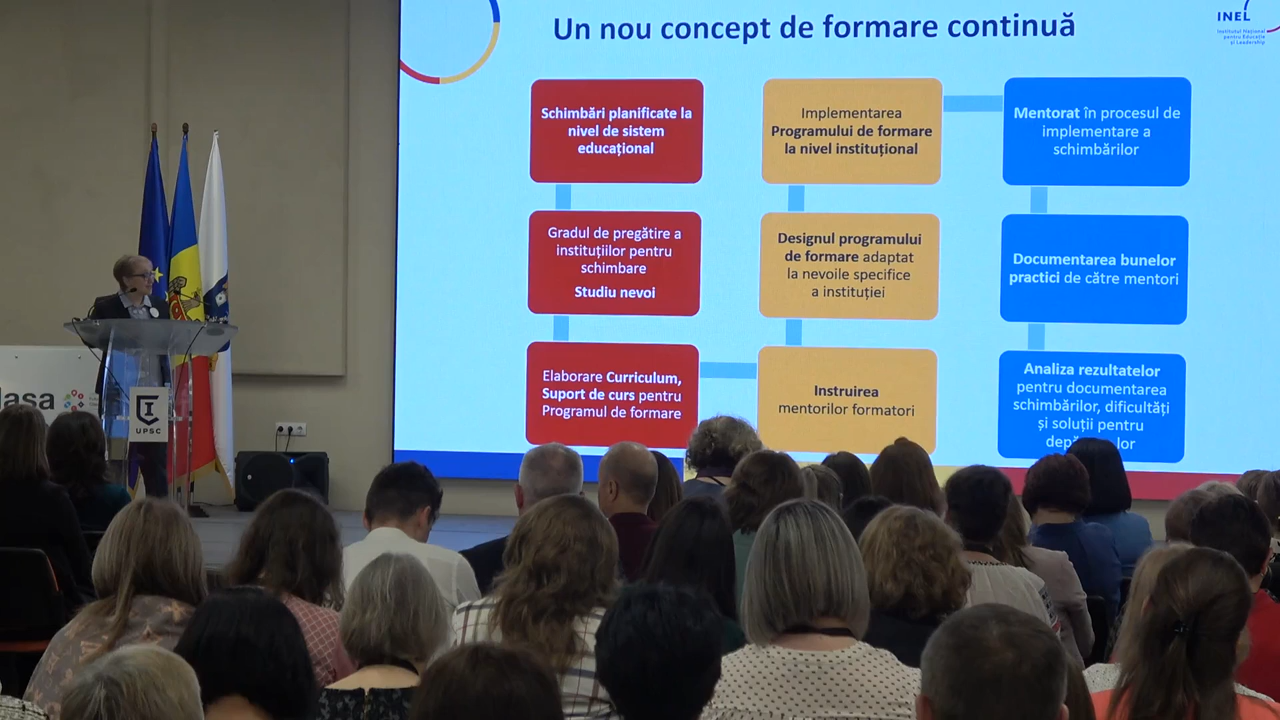 Un nou concept de formare continuă
INEL
Institutul Național
pentru Educație
și Leadership
Schimbări planificate la
nivel de sistem
educațional
Implementarea
Programului de formare
la nivel instituțional
Mentorat în procesul de
implementare a
schimbărilor
Gradul de pregătire a
instituțiilor pentru
schimbare
Studiu nevoi
Designul programului
de formare adaptat
la nevoile specifice
a instituției
Documentarea bunelor
practici de către mentori
Elaborare Curriculum,
Suport de curs pentru
Programul de formare
Instruirea
mentorilor formatori
Analiza rezultatelor
pentru documentarea
schimbărilor, dificultăți
și soluții pentru
UPSC